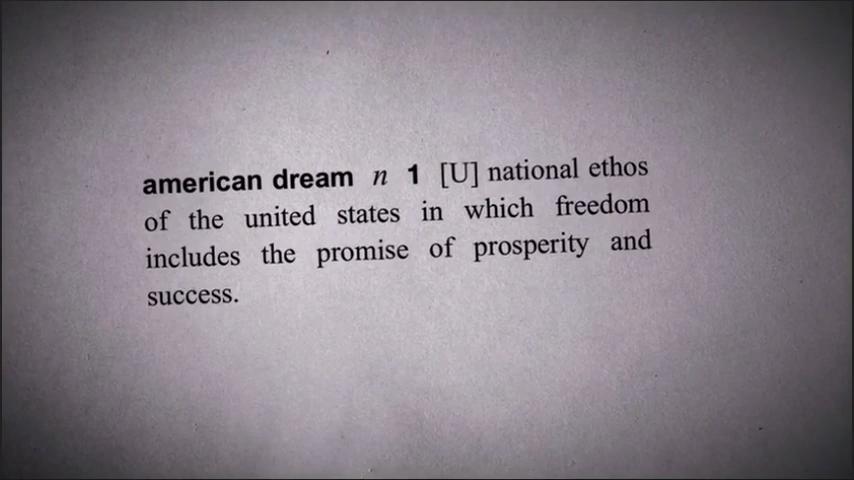 american dream n 1 [U] national ethos
of the united states in which freedom
includes the promise of prosperity and
success.